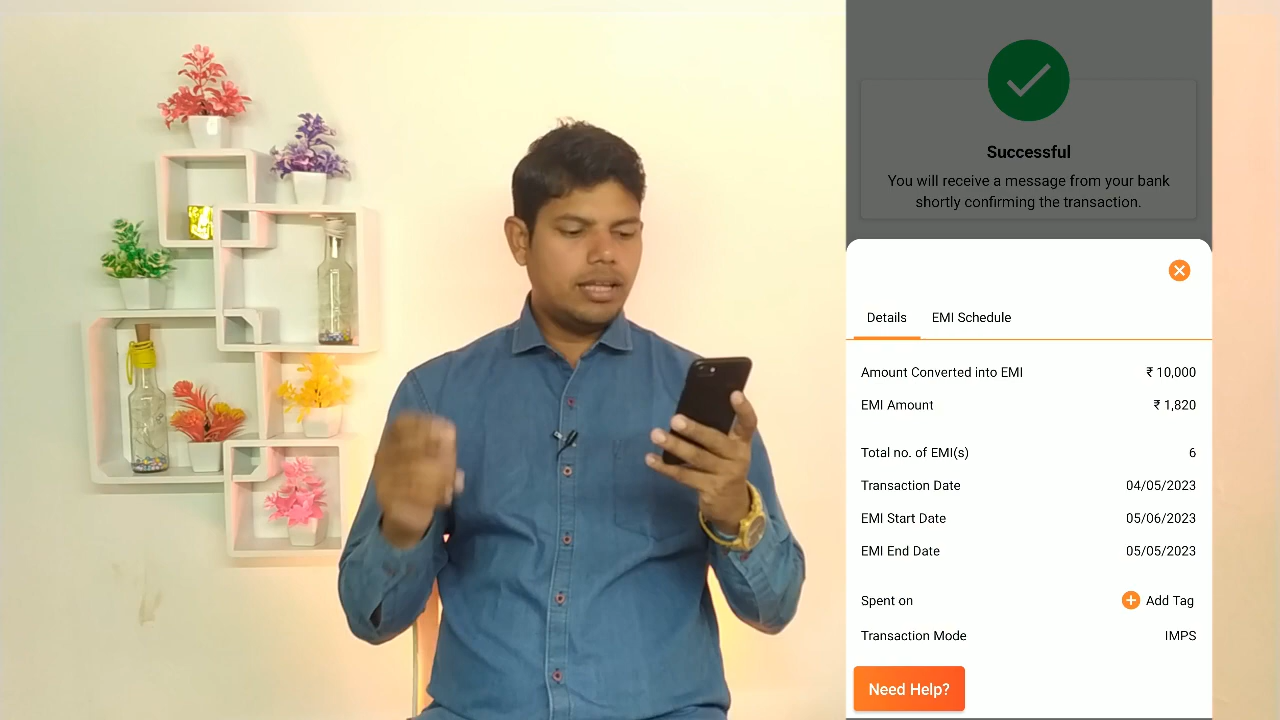 Successful
You will receive a message from your bank
shortly confirming the transaction.
Details EMI Schedule
Amount Converted into EMI ₹ 10,000
EMI Amount ₹ 1,820
Total no. of EMI(s) 6
Transaction Date 04/05/2023
EMI Start Date 05/06/2023
EMI End Date 05/05/2023
Spent on Add Tag
Transaction Mode IMPS
Need Help?